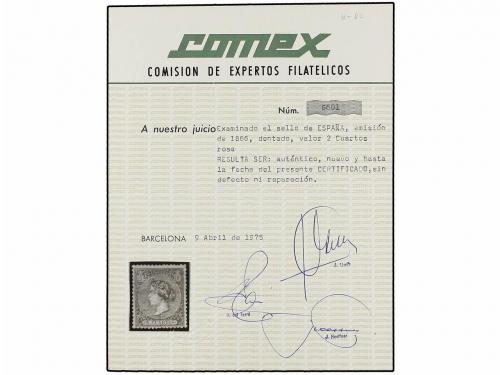 comex
COMISION DE EXPERTOS FILATELICOS
Núm. 6601
A nuestro juicio Examinado el sello de ESPAÑA, emisión
de 1866, dentado, valor 2 Cuartos
rosa
RESULTA SER: auténtico, nuevo y hasta
la fecha del presente CERTIFICADO, sin
defecto ni reparación.
BARCELONA 9 Abril de 1975